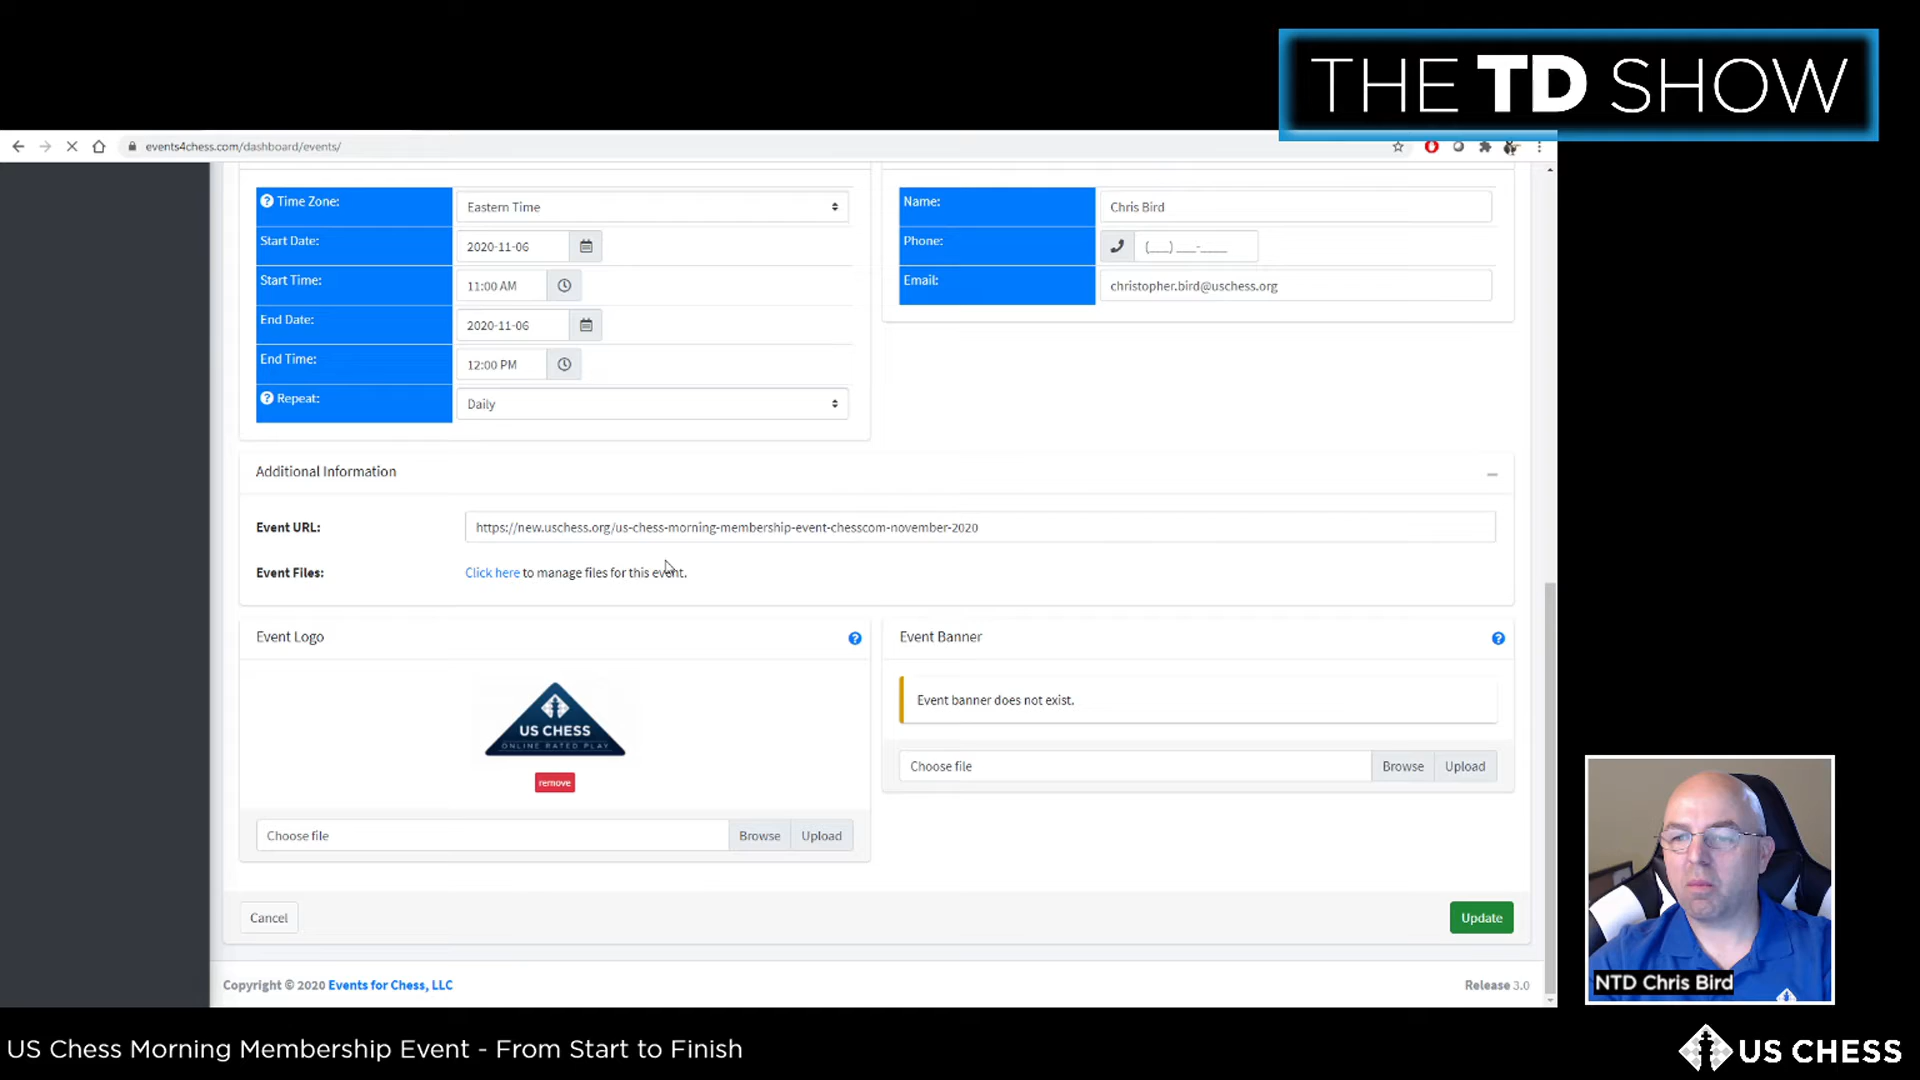 THE TD SHOW
events4chess.com/dashboard/events/
Time Zone:
Eastern Time
Start Date:
2020-11-06
Start Time:
11:00 AM
End Date:
2020-11-06
End Time:
12:00 PM
Repeat:
Daily
Name:
Chris Bird
Phone:
(___) ___-____
Email:
christopher.bird@uschess.org
Additional Information
Event URL:
https://new.uschess.org/us-chess-morning-membership-event-chesscom-november-2020
Event Files:
Click here to manage files for this event.
Event Logo
US CHESS
ONLINE RATED PLAY
remove
Choose file
Browse
Upload
Event Banner
Event banner does not exist.
Choose file
Browse
Upload
Cancel
Update
Copyright © 2020 Events for Chess, LLC
Release 3.0
NTD Chris Bird
US Chess Morning Membership Event - From Start to Finish
US CHESS